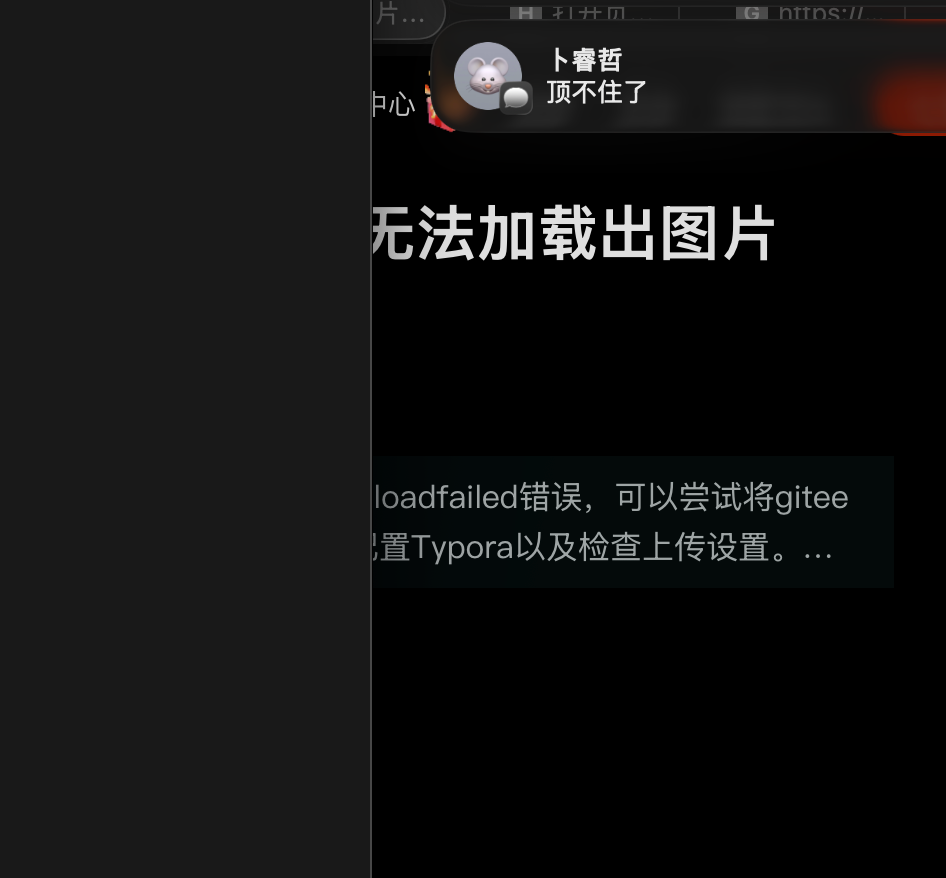 片...
H 打开页...
G https://...
卜睿哲
顶不住了
中心
无法加载出图片
loadfailed错误，可以尝试将gitee
配置Typora以及检查上传设置。...